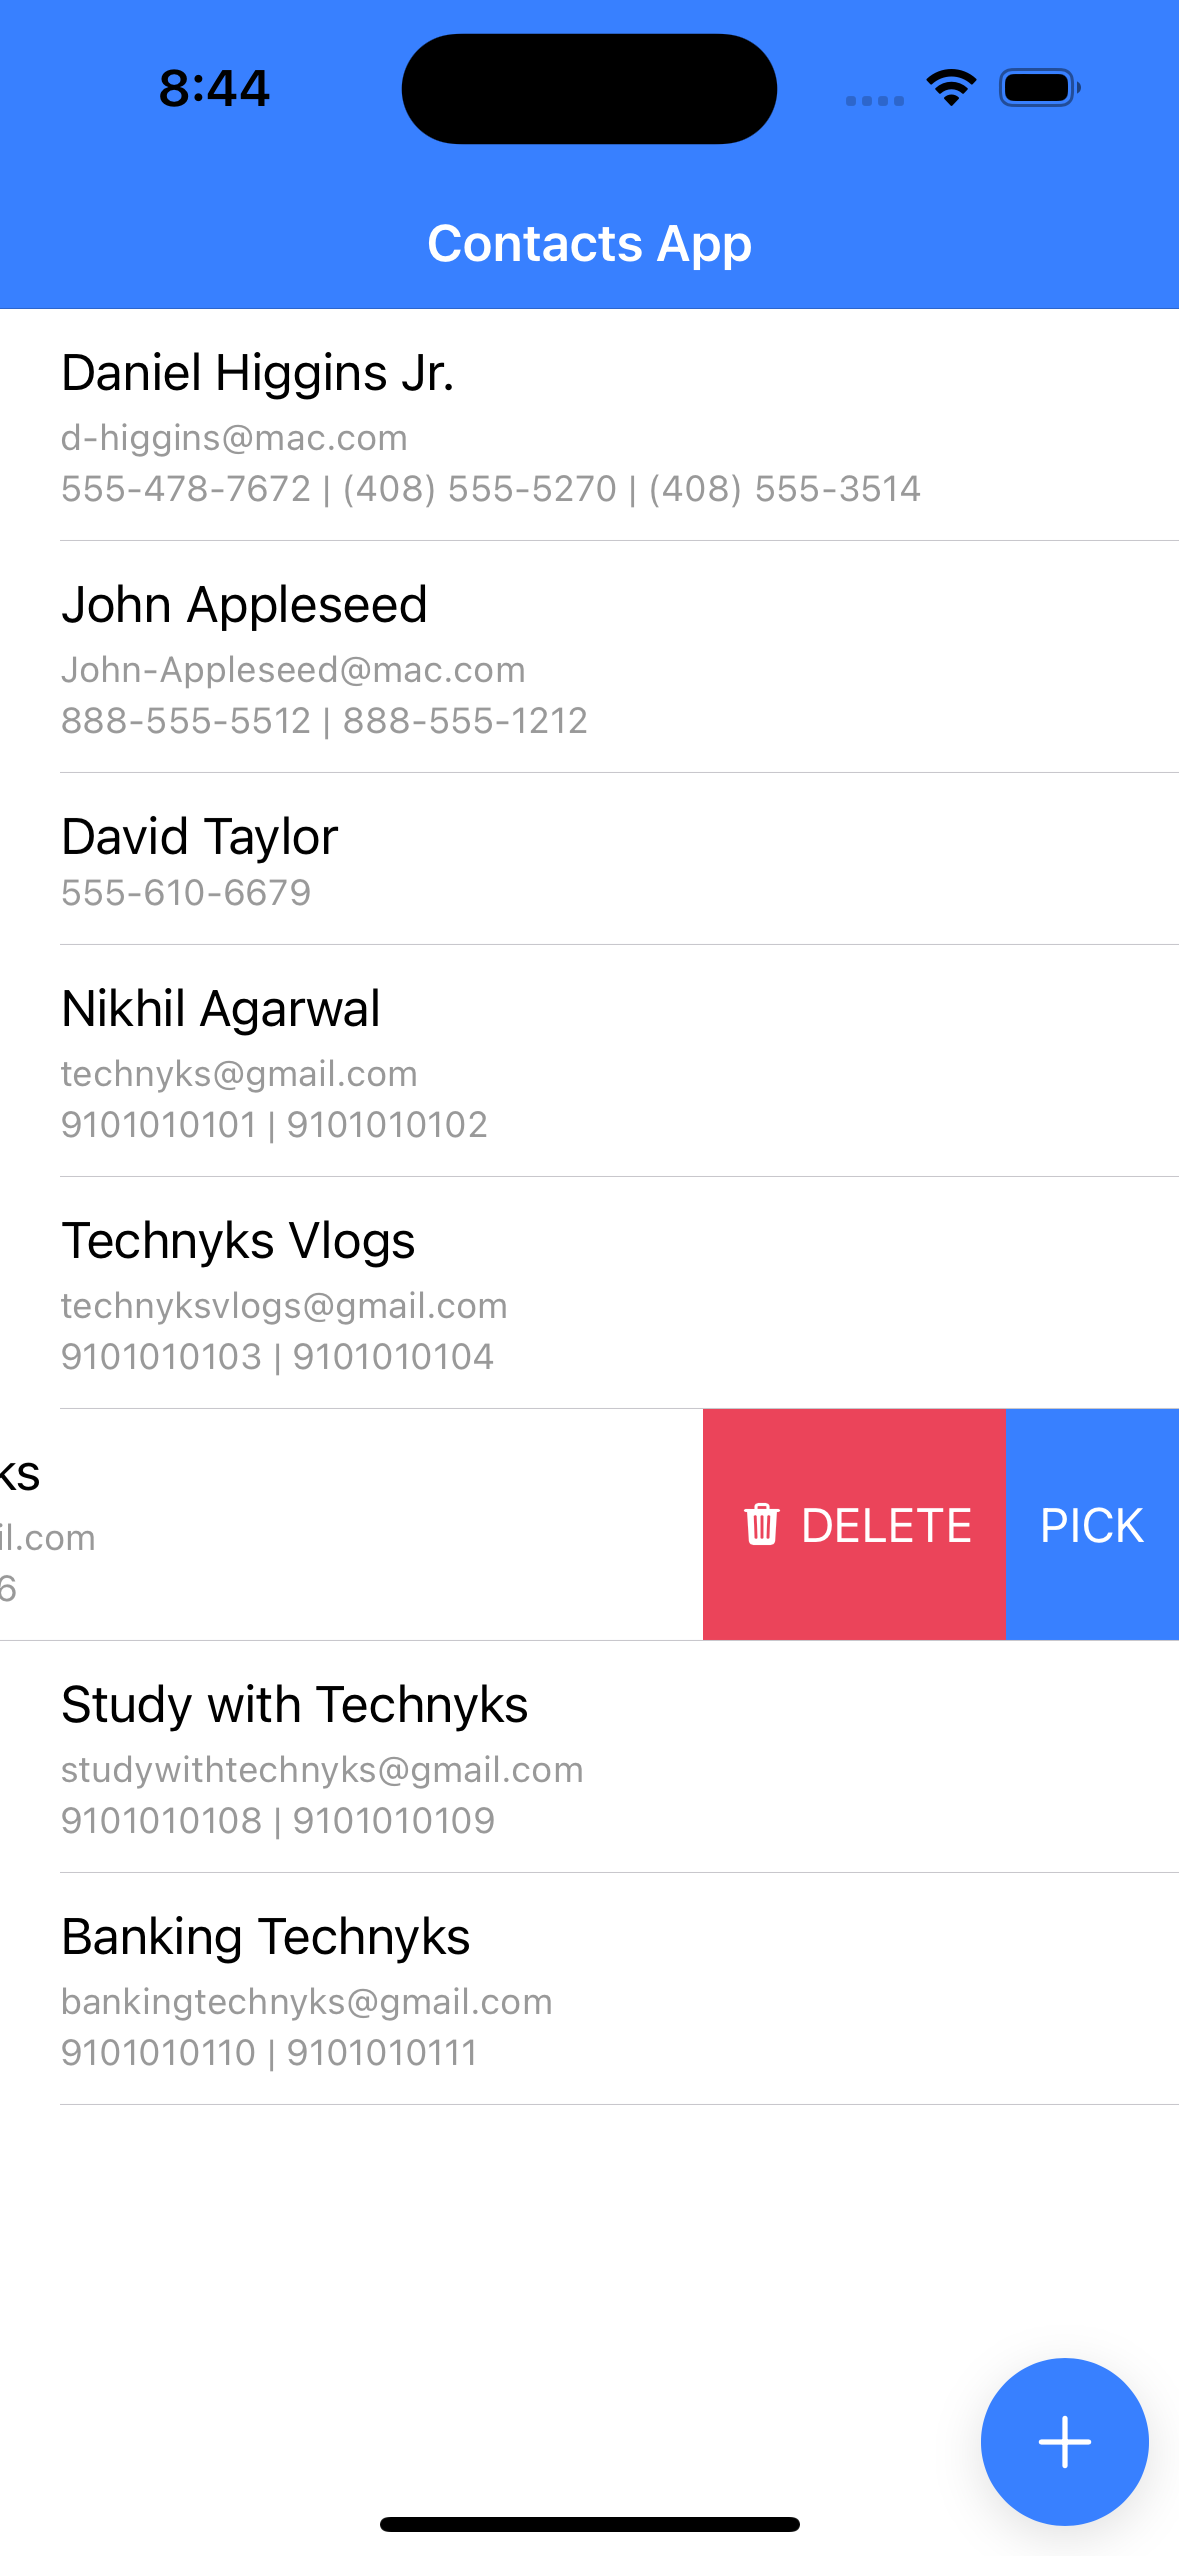 8:44
Contacts App
Daniel Higgins Jr.
d-higgins@mac.com
555-478-7672 | (408) 555-5270 | (408) 555-3514
John Appleseed
John-Appleseed@mac.com
888-555-5512 | 888-555-1212
David Taylor
555-610-6679
Nikhil Agarwal
technyks@gmail.com
9101010101 | 9101010102
Technyks Vlogs
technyksvlogs@gmail.com
9101010103 | 9101010104
ks
il.com
6
DELETE
PICK
Study with Technyks
studywithtechnyks@gmail.com
9101010108 | 9101010109
Banking Technyks
bankingtechnyks@gmail.com
9101010110 | 9101010111